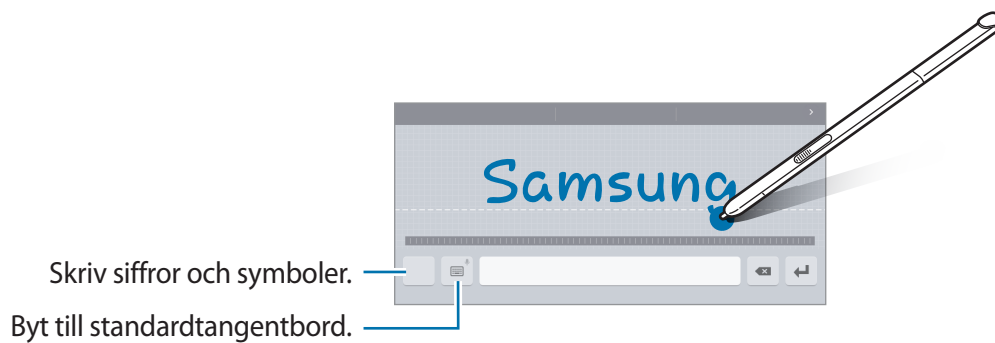 Samsung
Skriv siffror och symboler.
Byt till standardtangentbord.